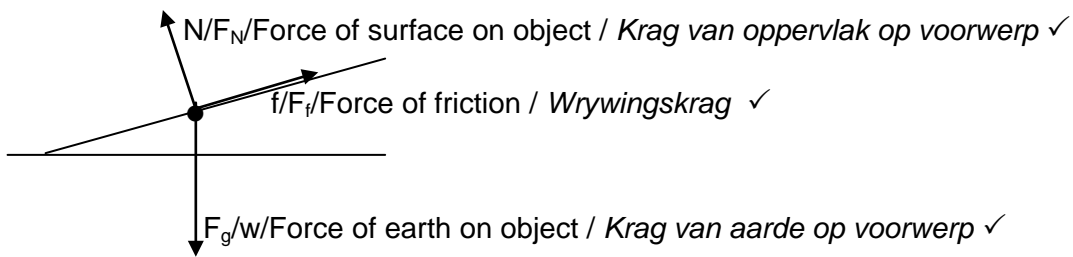 N/F_N/Force of surface on object / Krag van oppervlak op voorwerp ✓
f/F_f/Force of friction / Wrywingskrag ✓
F_g/w/Force of earth on object / Krag van aarde op voorwerp ✓